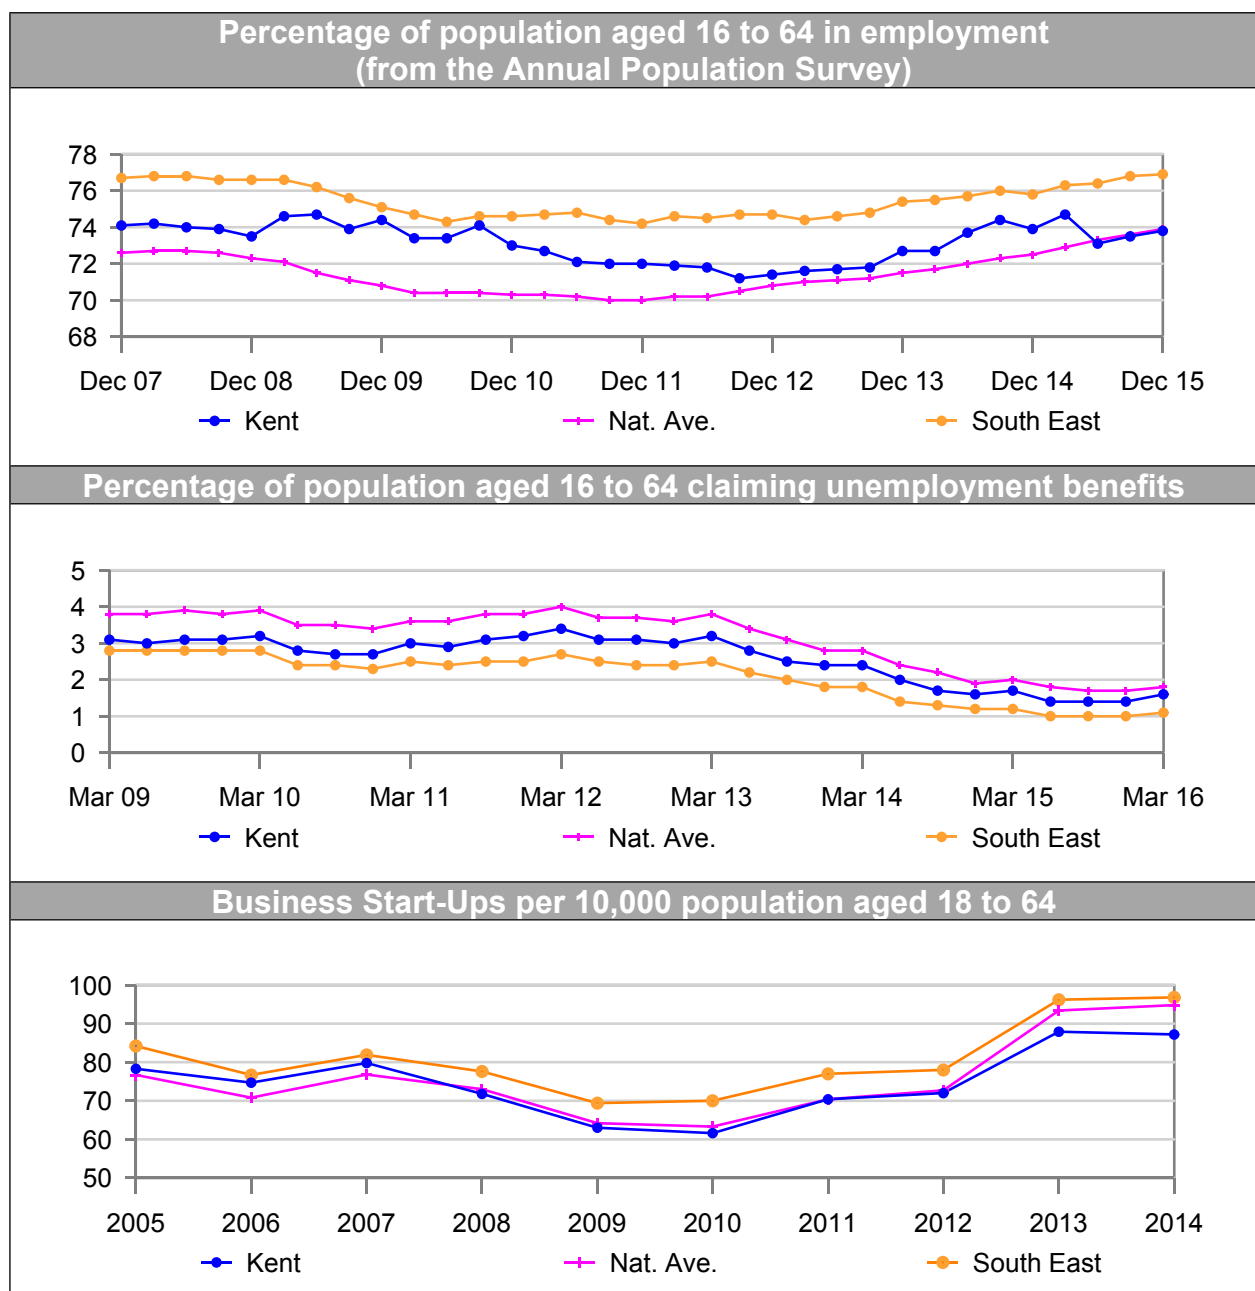 Percentage of population aged 16 to 64 in employment
(from the Annual Population Survey)
78
76
74
72
70
68
Dec 07 Dec 08 Dec 09 Dec 10 Dec 11 Dec 12 Dec 13 Dec 14 Dec 15
Kent Nat. Ave. South East
Percentage of population aged 16 to 64 claiming unemployment benefits
5
4
3
2
1
0
Mar 09 Mar 10 Mar 11 Mar 12 Mar 13 Mar 14 Mar 15 Mar 16
Kent Nat. Ave. South East
Business Start-Ups per 10,000 population aged 18 to 64
100
90
80
70
60
50
2005 2006 2007 2008 2009 2010 2011 2012 2013 2014
Kent Nat. Ave. South East